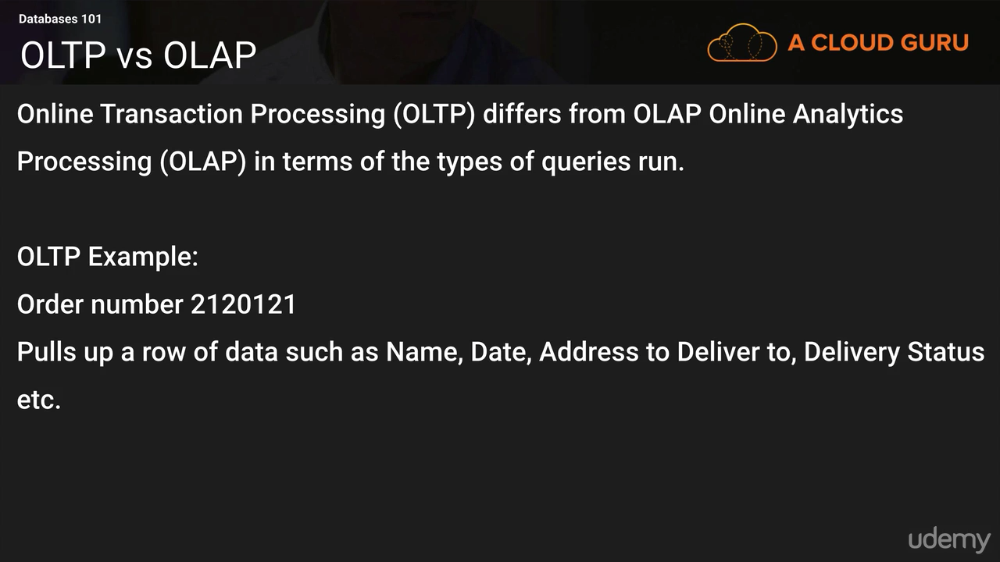 Databases 101
OLTP vs OLAP
A CLOUD GURU
Online Transaction Processing (OLTP) differs from OLAP Online Analytics
Processing (OLAP) in terms of the types of queries run.
OLTP Example:
Order number 2120121
Pulls up a row of data such as Name, Date, Address to Deliver to, Delivery Status
etc.
udemy